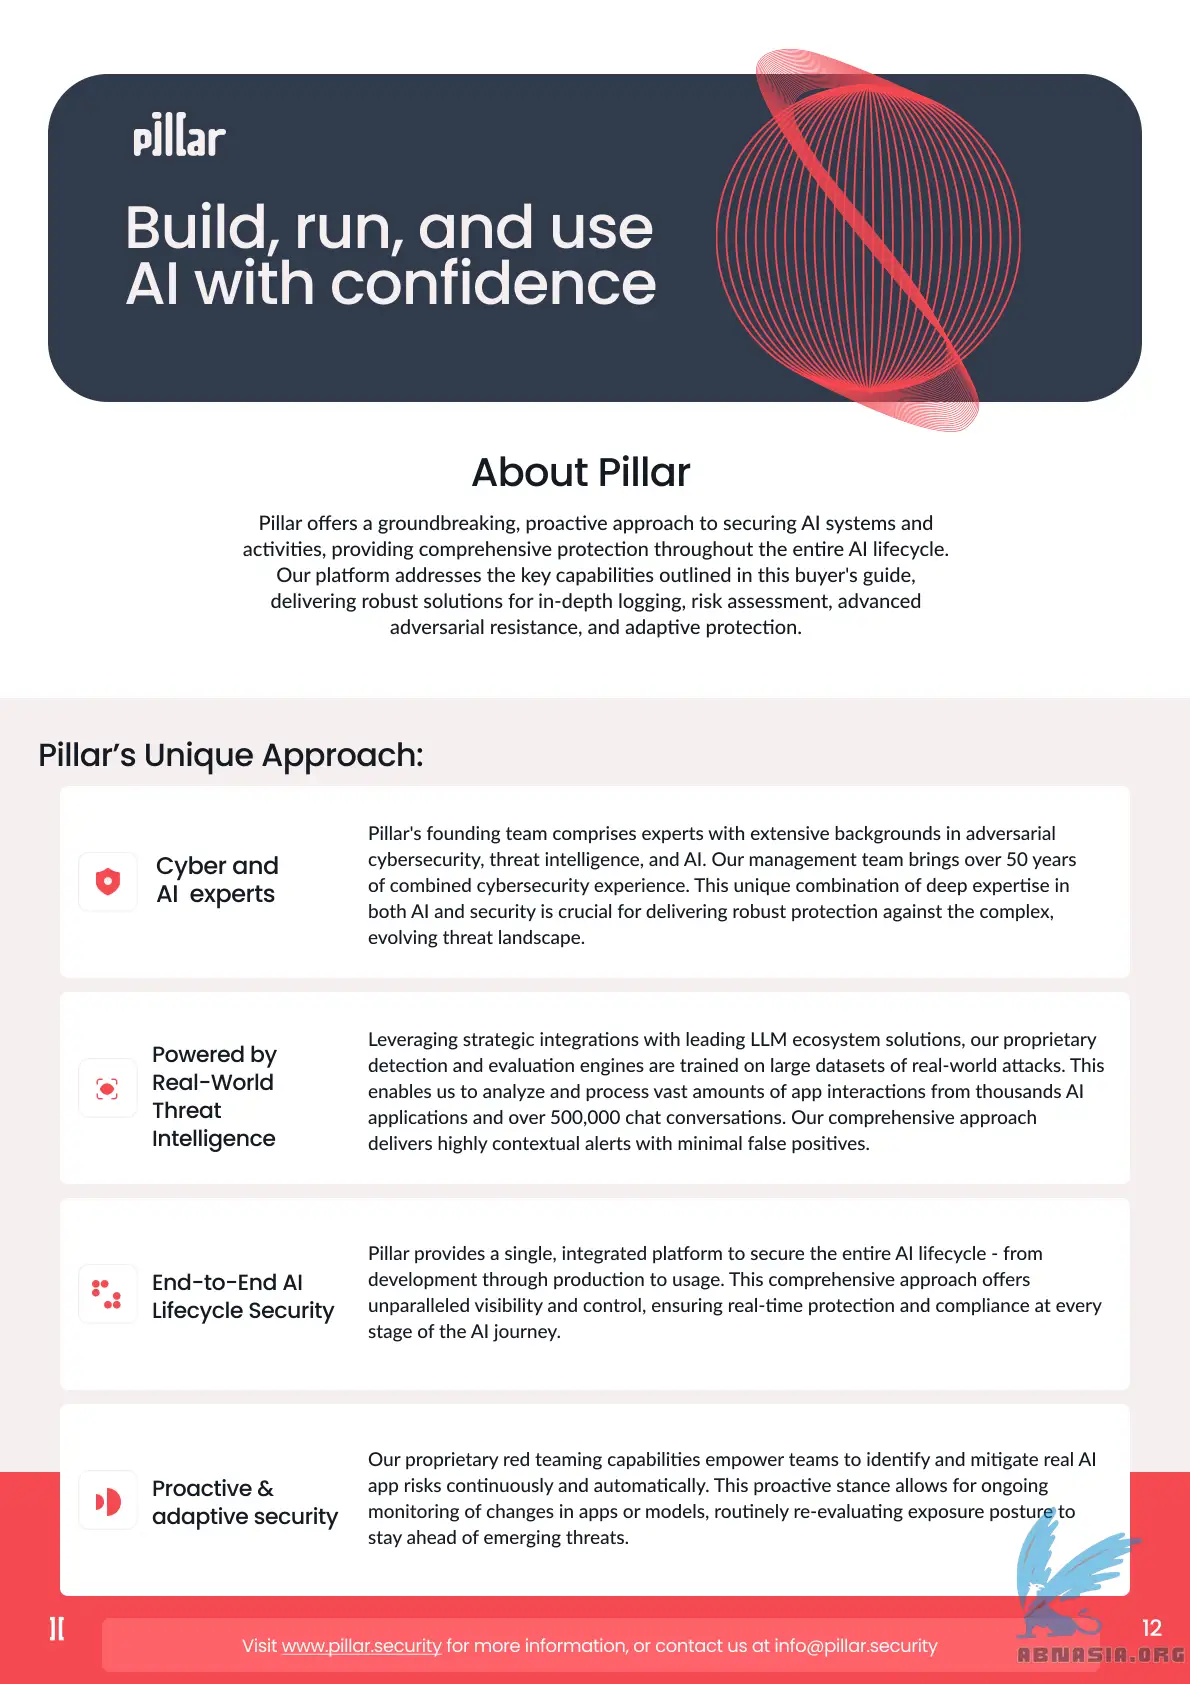 pillar
Build, run, and use
AI with confidence
About Pillar
Pillar offers a groundbreaking, proactive approach to securing AI systems and
activities, providing comprehensive protection throughout the entire AI lifecycle.
Our platform addresses the key capabilities outlined in this buyer's guide,
delivering robust solutions for in-depth logging, risk assessment, advanced
adversarial resistance, and adaptive protection.
Pillar’s Unique Approach:
Cyber and
AI experts
Pillar's founding team comprises experts with extensive backgrounds in adversarial
cybersecurity, threat intelligence, and AI. Our management team brings over 50 years
of combined cybersecurity experience. This unique combination of deep expertise in
both AI and security is crucial for delivering robust protection against the complex,
evolving threat landscape.
Powered by
Real-World
Threat
Intelligence
Leveraging strategic integrations with leading LLM ecosystem solutions, our proprietary
detection and evaluation engines are trained on large datasets of real-world attacks. This
enables us to analyze and process vast amounts of app interactions from thousands AI
applications and over 500,000 chat conversations. Our comprehensive approach
delivers highly contextual alerts with minimal false positives.
End-to-End AI
Lifecycle Security
Pillar provides a single, integrated platform to secure the entire AI lifecycle - from
development through production to usage. This comprehensive approach offers
unparalleled visibility and control, ensuring real-time protection and compliance at every
stage of the AI journey.
Proactive &
adaptive security
Our proprietary red teaming capabilities empower teams to identify and mitigate real AI
app risks continuously and automatically. This proactive stance allows for ongoing
monitoring of changes in apps or models, routinely re-evaluating exposure posture to
stay ahead of emerging threats.
Visit www.pillar.security for more information, or contact us at info@pillar.security
12
ABNASIA.ORG